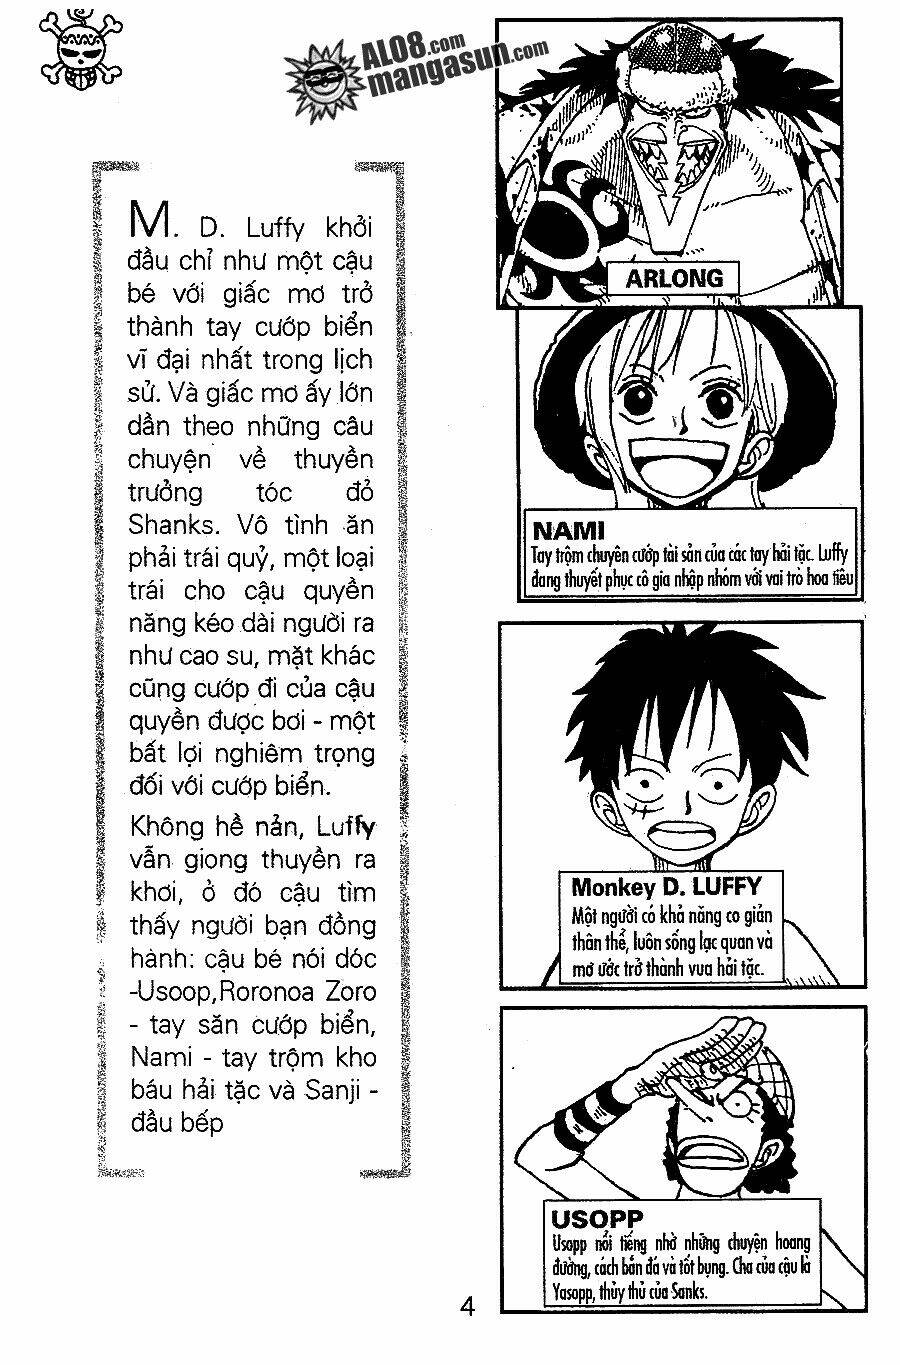 AL08.com
mangasun.com
M. D. Luffy khởi
đầu chỉ như một cậu
bé với giấc mơ trở
thành tay cướp biển
vĩ đại nhất trong lịch
sử. Và giấc mơ ấy lớn
dần theo những câu
chuyện về thuyền
trưởng tóc đỏ
Shanks. Vô tình ăn
phải trái quỷ, một loại
trái cho cậu quyền
năng kéo dài người ra
như cao su, mặt khác
cũng cướp đi của cậu
quyền được bơi - một
bất lợi nghiêm trọng
đối với cướp biển.
Không hề nản, Luffy
vẫn giong thuyền ra
khơi, ở đó cậu tìm
thấy người bạn đồng
hành: cậu bé nói dóc
-Usoop,Roronoa Zoro
- tay săn cướp biển,
Nami - tay trộm kho
báu hải tặc và Sanji -
đầu bếp
ARLONG
NAMI
Tay trộm chuyên cướp tài sản của các tay hải tặc. Luffy
đang thuyết phục cô gia nhập nhóm với vai trò hoa tiêu
Monkey D. LUFFY
Một người có khả năng co giản
thân thể, luôn sống lạc quan và
mơ ước trở thành vua hải tặc.
USOPP
Usopp nổi tiếng nhờ những chuyện hoang
đường, cách bắn đá và tốt bụng. Cha của cậu là
Yasopp, thủy thủ của Sanks.
4